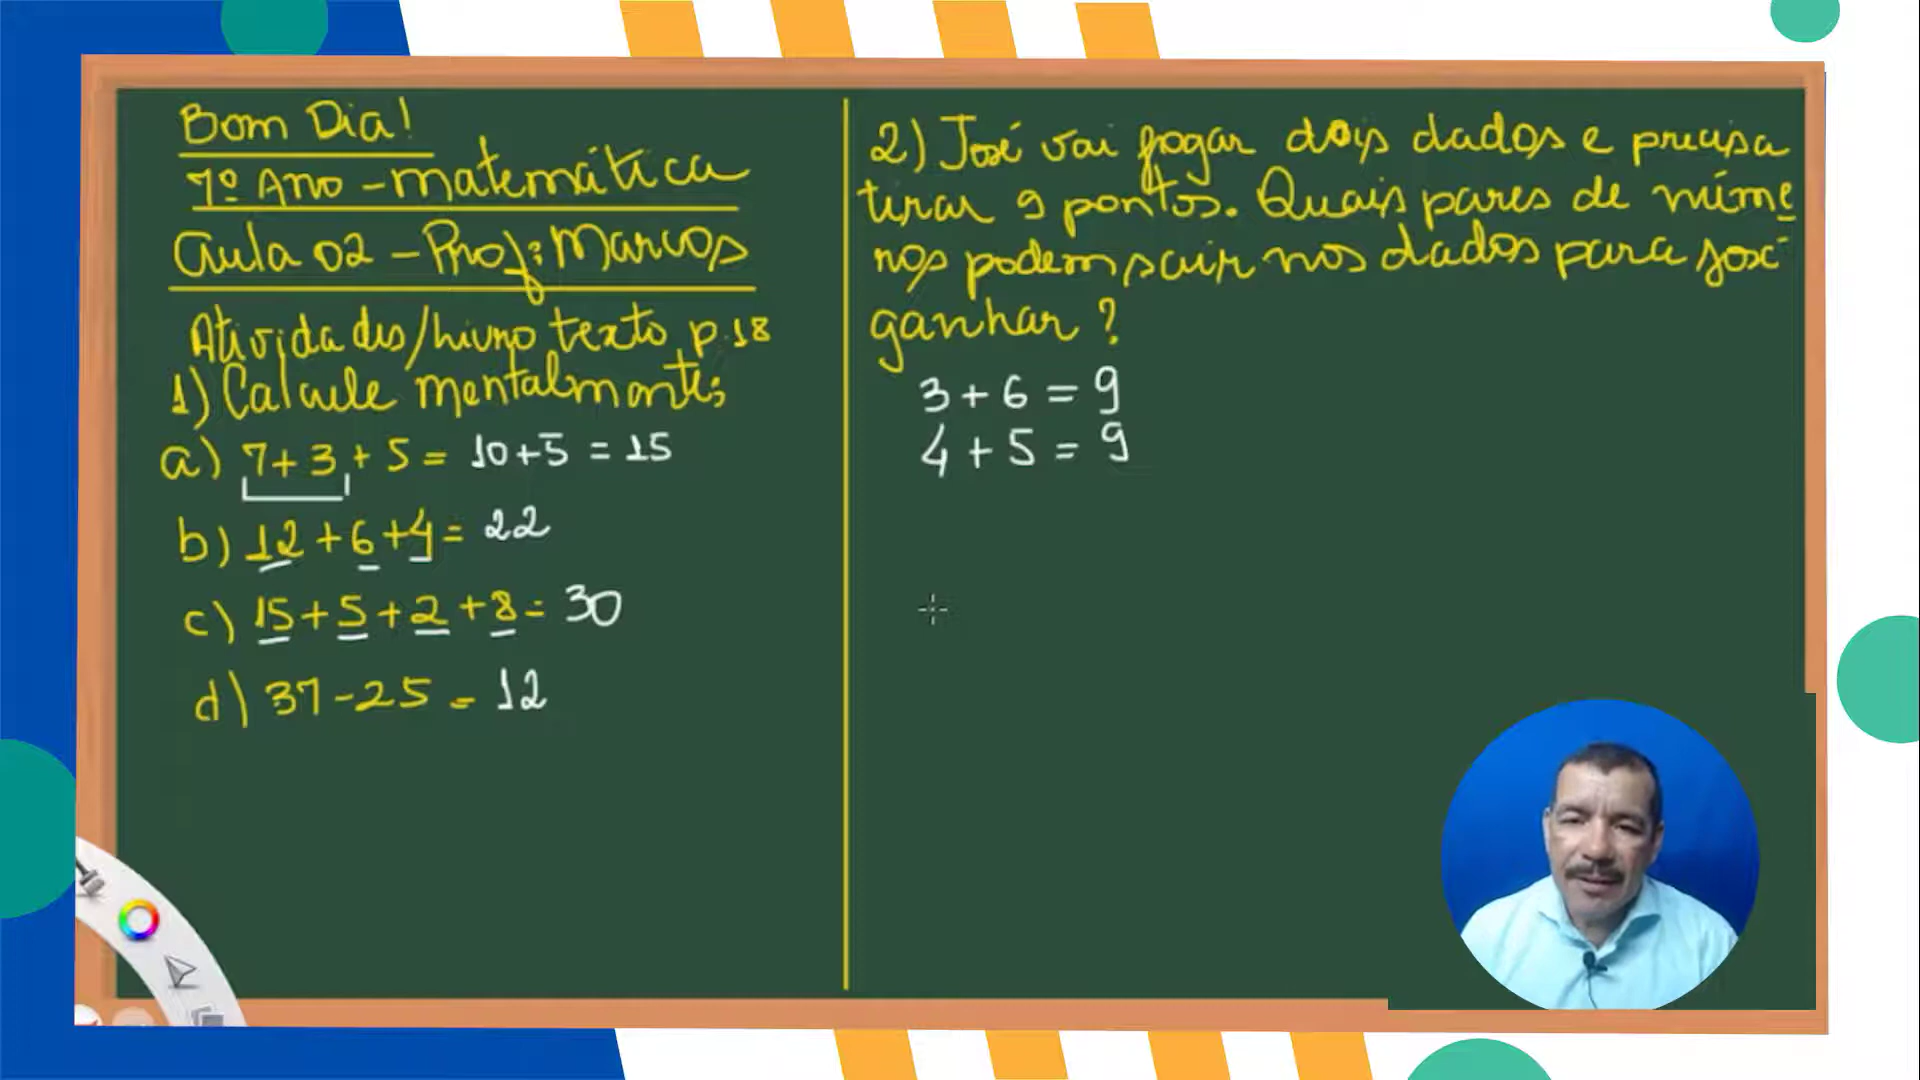 Bom Dia!
7º Ano - Matemática
Aula 02 - Prof: Marcos
Atividades/Livro texto p.18
1) Calcule mentalmente:
a) 7+3+5= 10+5=15
b) 12+6+4= 22
c) 15+5+2+8= 30
d) 37-25= 12
2) José vai jogar dois dados e precisa
tirar 9 pontos. Quais pares de núme
ros podem sair nos dados para José
ganhar?
3+6=9
4+5=9